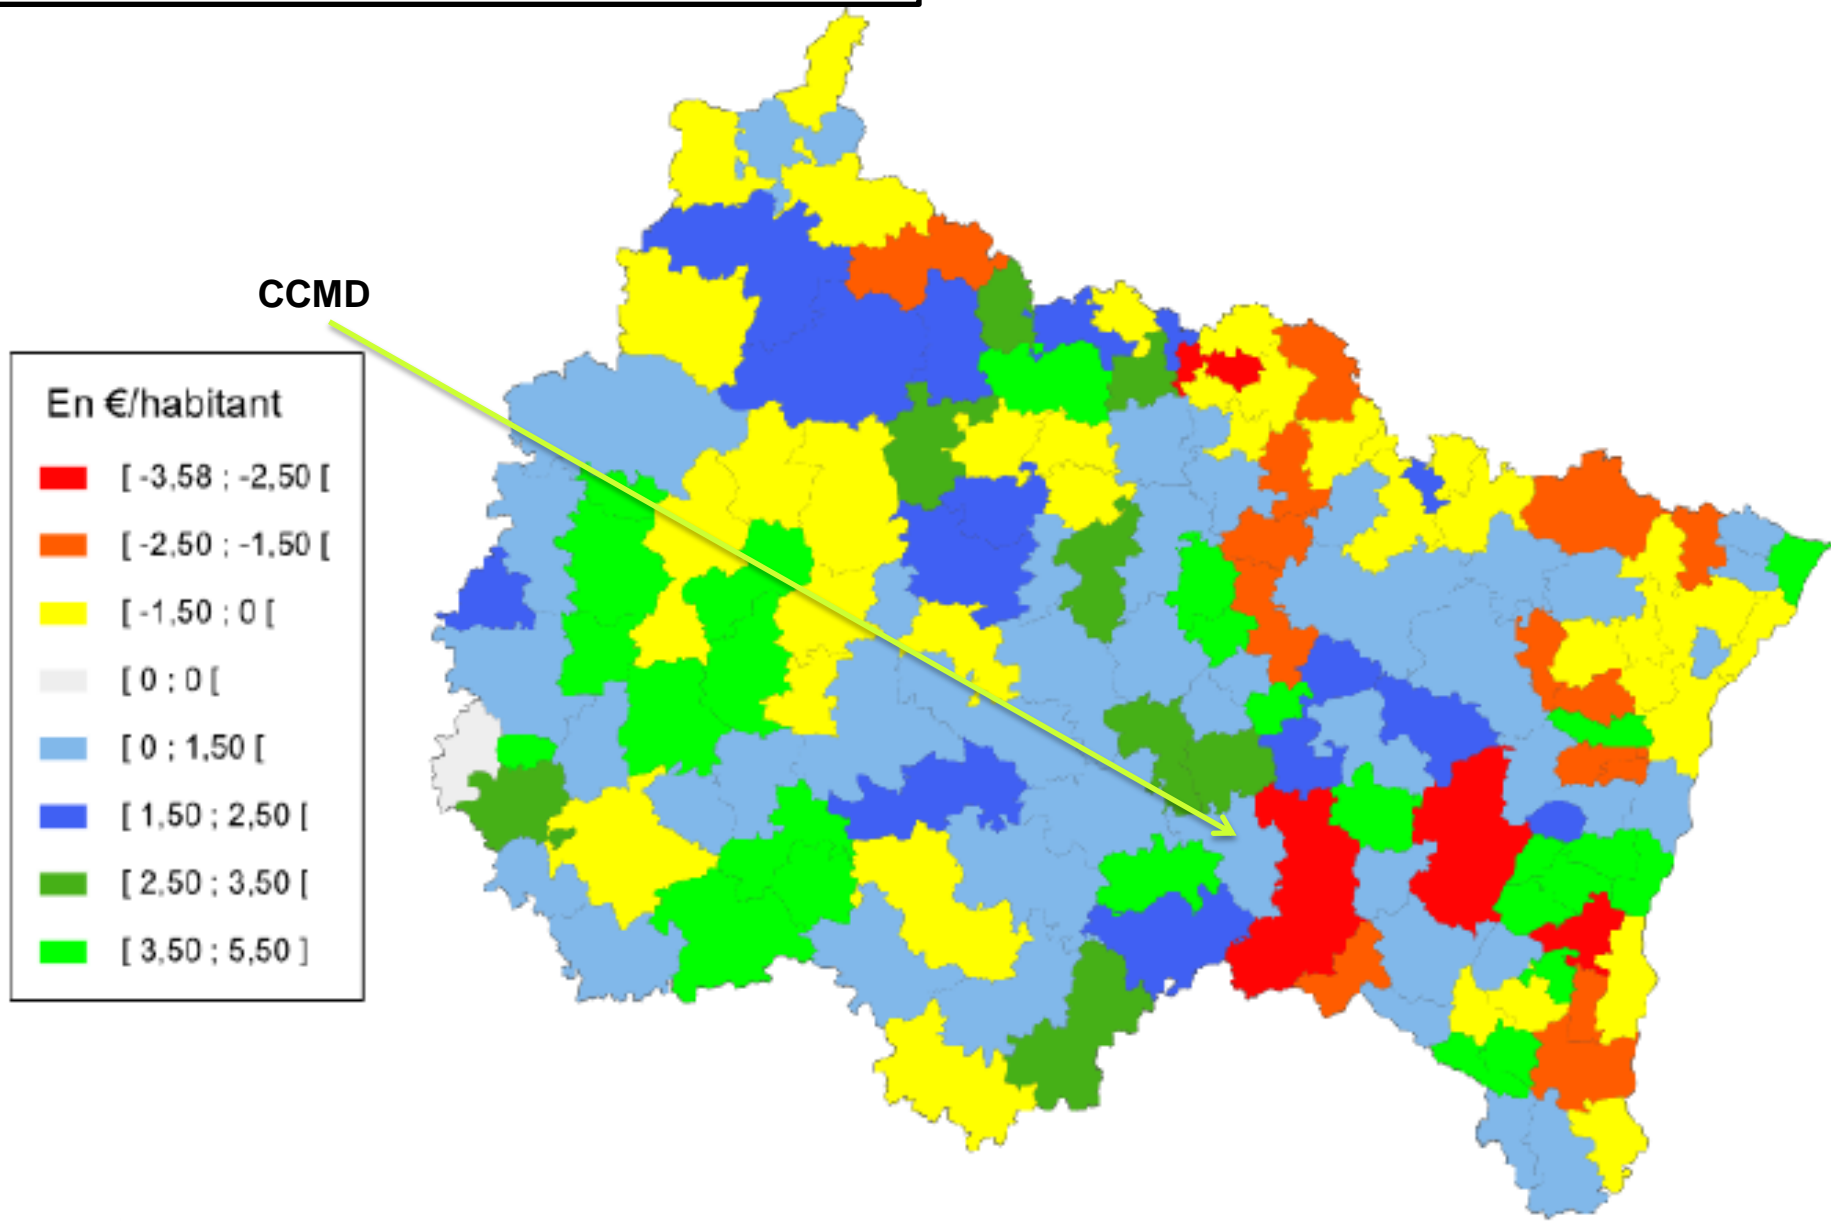 CCMD
En €/habitant
[ -3,58 ; -2,50 [
[ -2,50 ; -1,50 [
[ -1,50 ; 0 [
[ 0 ; 0 [
[ 0 ; 1,50 [
[ 1,50 ; 2,50 [
[ 2,50 ; 3,50 [
[ 3,50 ; 5,50 ]